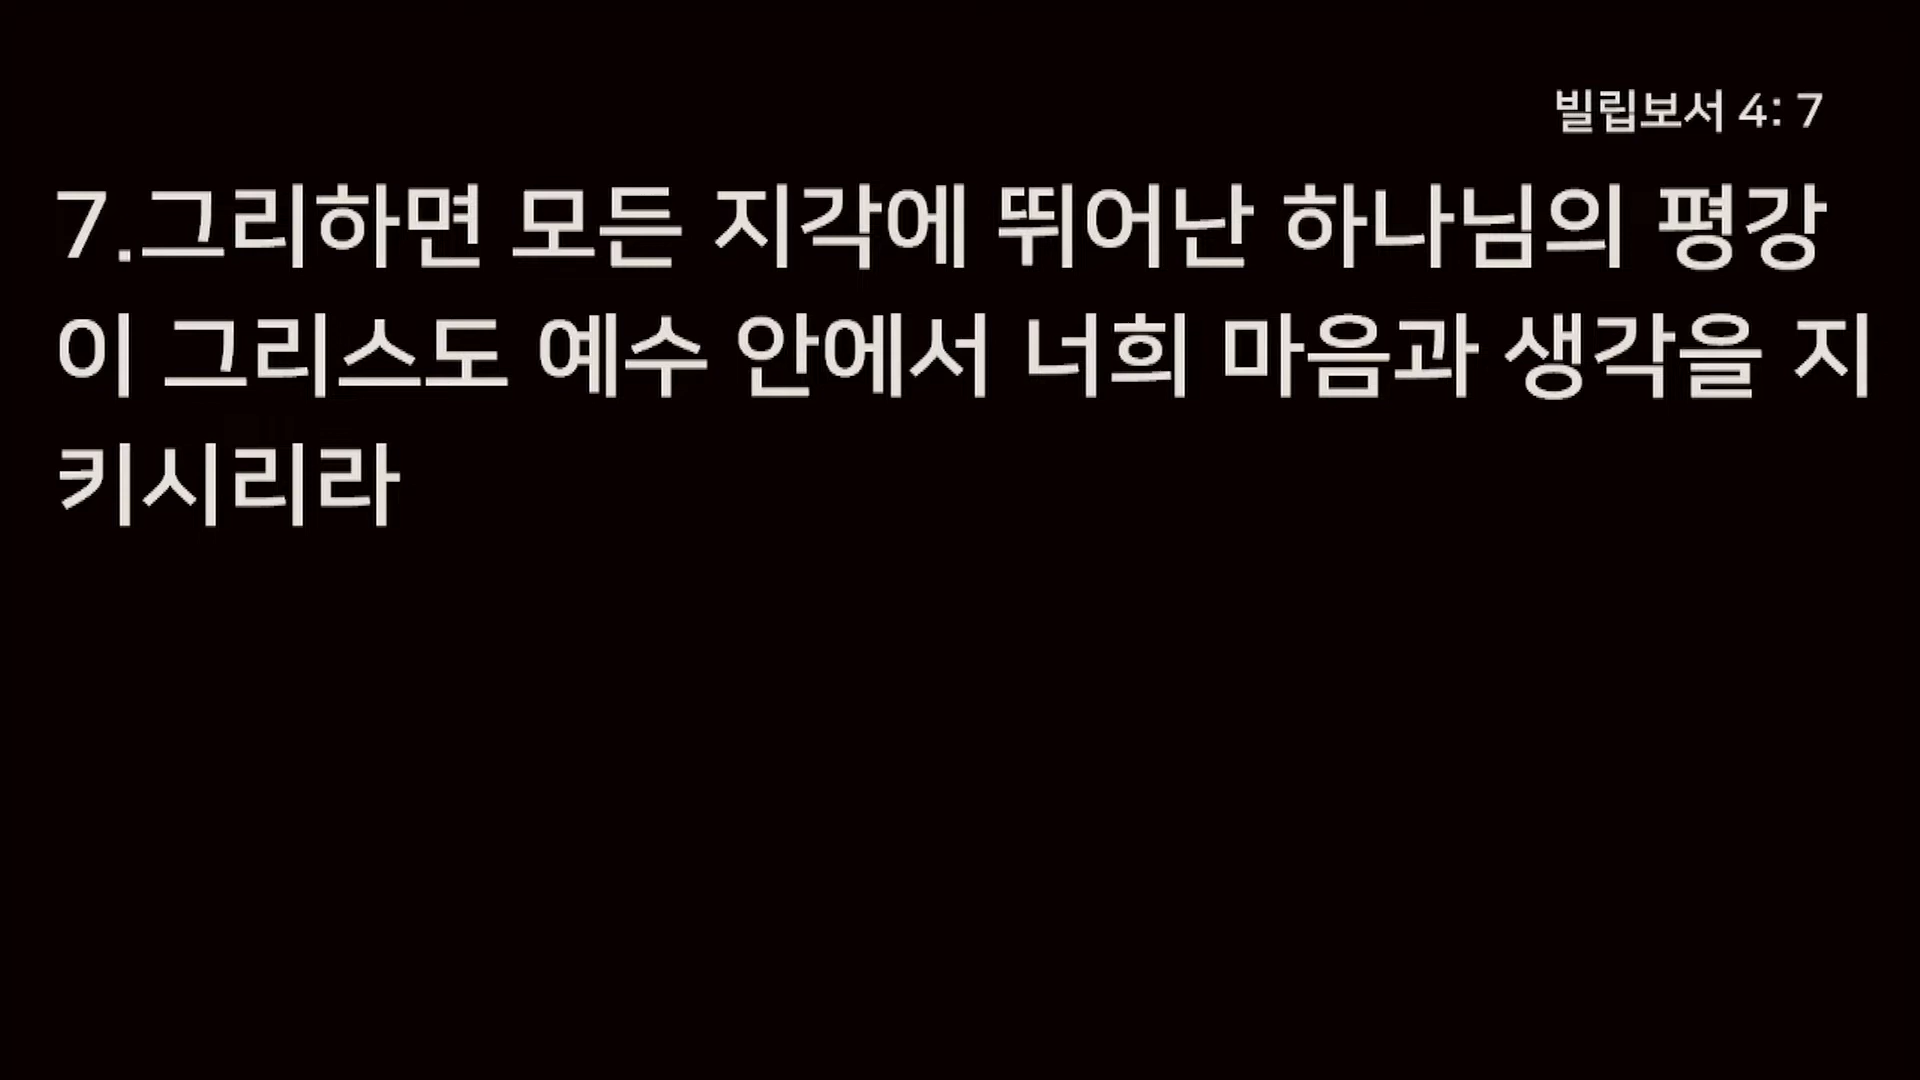 빌립보서 4: 7
7.그리하면 모든 지각에 뛰어난 하나님의 평강
이 그리스도 예수 안에서 너희 마음과 생각을 지
키시리라